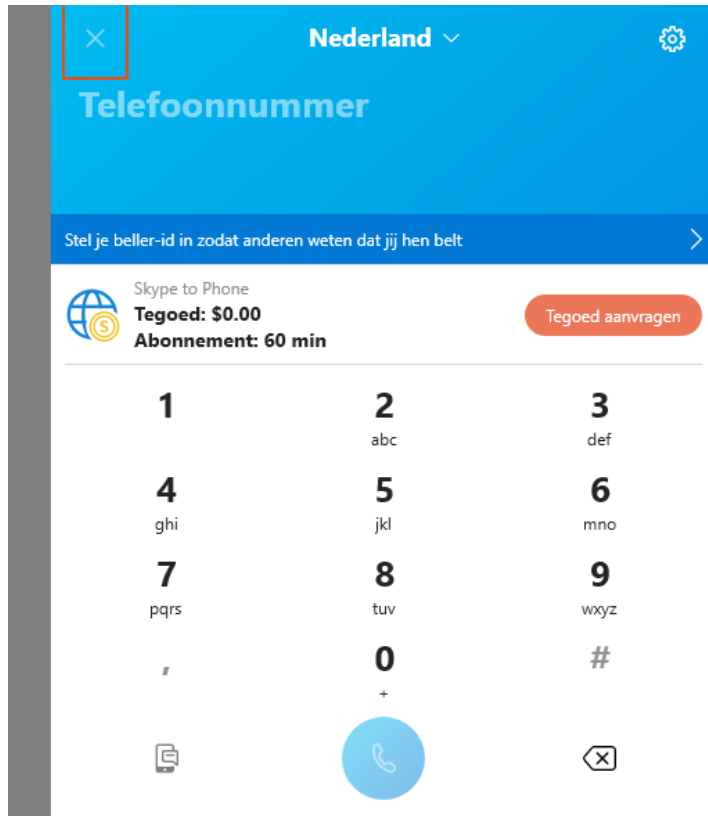 Nederland
Telefoonnummer
Stel je beller-id in zodat anderen weten dat jij hen belt
Skype to Phone
Tegoed: $0.00
Abonnement: 60 min
Tegoed aanvragen
1 2 3
abc def
4 5 6
ghi jkl mno
7 8 9
pqrs tuv wxyz
, 0 #
+